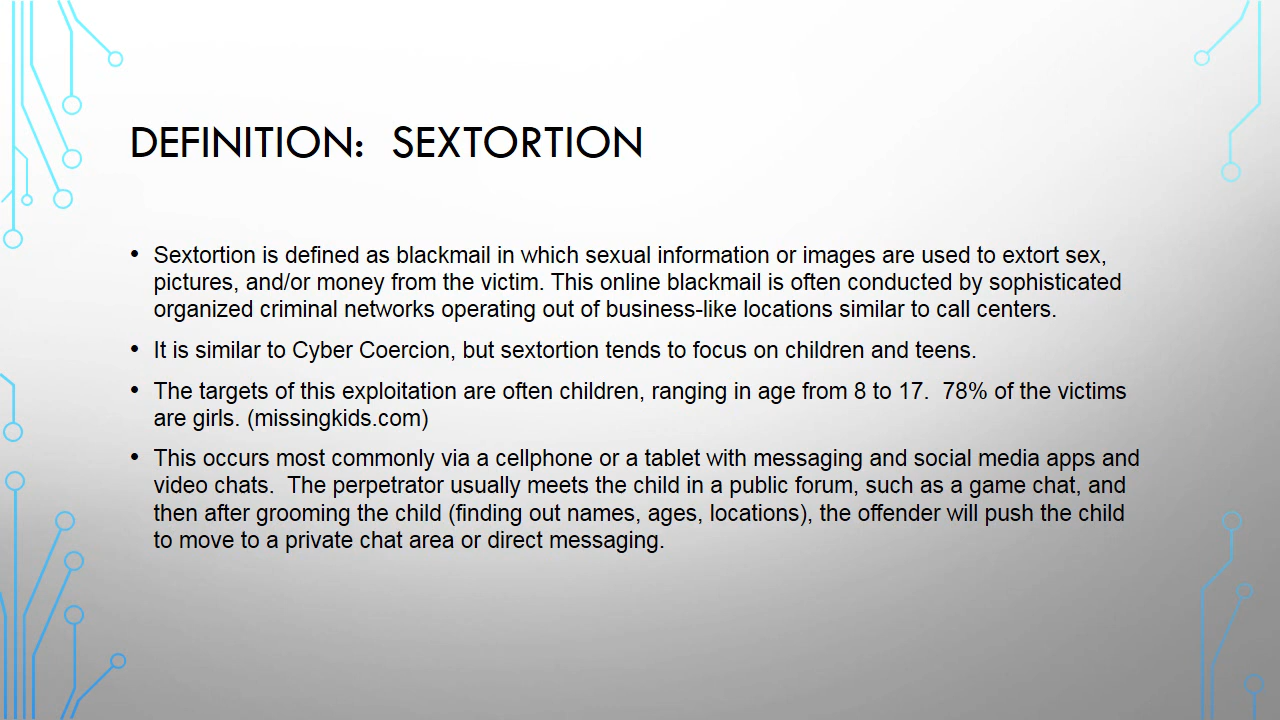 DEFINITION:  SEXTORTION
• Sextortion is defined as blackmail in which sexual information or images are used to extort sex,
pictures, and/or money from the victim. This online blackmail is often conducted by sophisticated
organized criminal networks operating out of business-like locations similar to call centers.
• It is similar to Cyber Coercion, but sextortion tends to focus on children and teens.
• The targets of this exploitation are often children, ranging in age from 8 to 17.  78% of the victims
are girls. (missingkids.com)
• This occurs most commonly via a cellphone or a tablet with messaging and social media apps and
video chats.  The perpetrator usually meets the child in a public forum, such as a game chat, and
then after grooming the child (finding out names, ages, locations), the offender will push the child
to move to a private chat area or direct messaging.